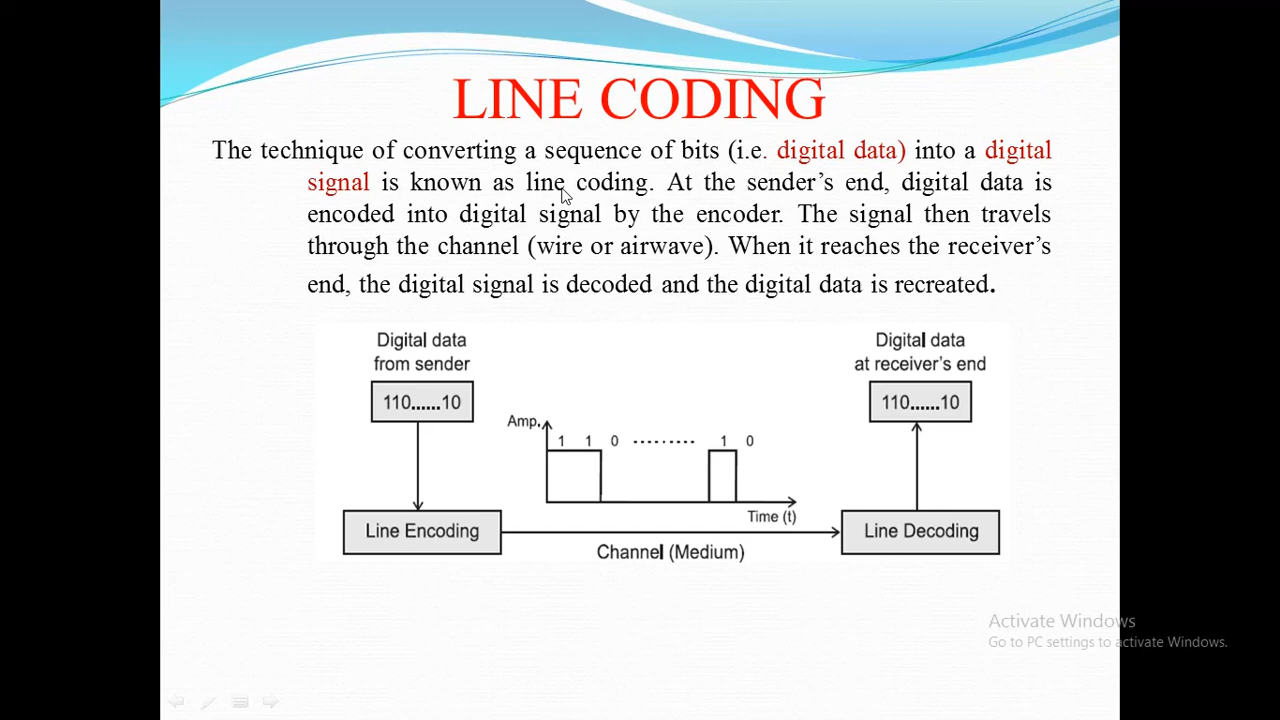 LINE CODING
The technique of converting a sequence of bits (i.e. digital data) into a digital
signal is known as line coding. At the sender's end, digital data is
encoded into digital signal by the encoder. The signal then travels
through the channel (wire or airwave). When it reaches the receiver's
end, the digital signal is decoded and the digital data is recreated.
Digital data
from sender
110......10
Digital data
at receiver's end
110......10
Amp.
1 1 0 ......... 1 0
Time (t)
Line Encoding
Channel (Medium)
Line Decoding
Activate Windows
Go to PC settings to activate Windows.